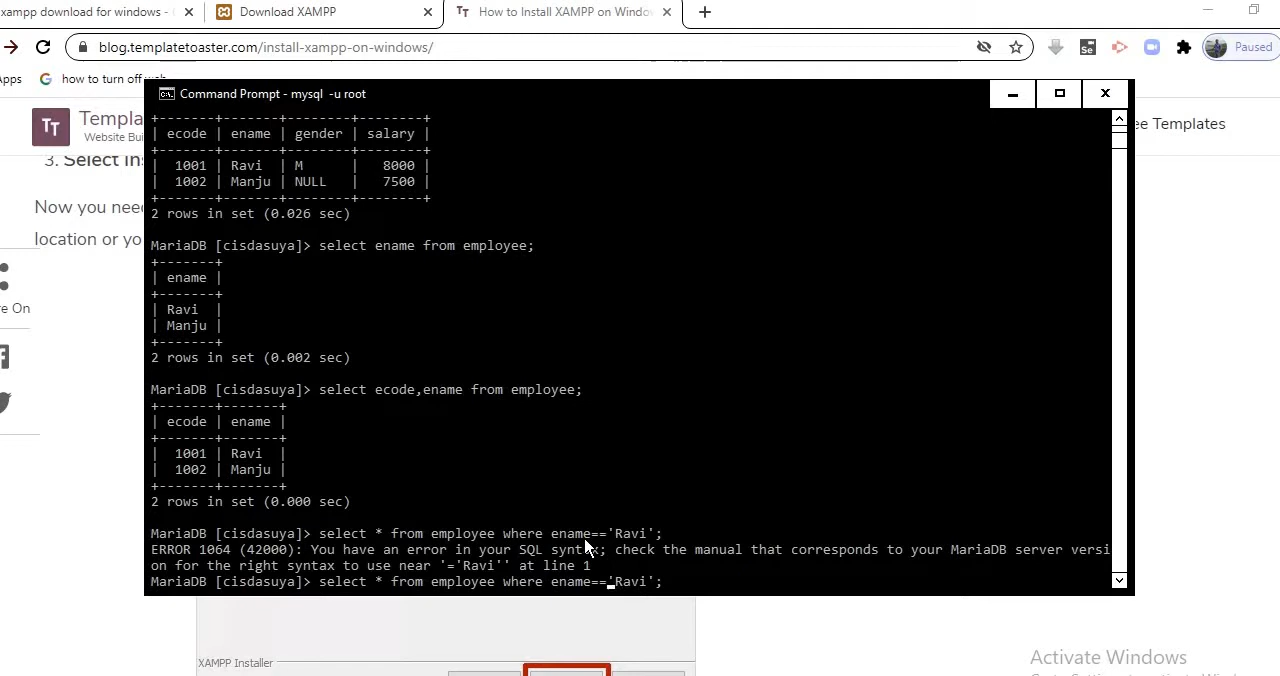 xampp download for windows -
Download XAMPP
How to Install XAMPP on Windo
blog.templatetoaster.com/install-xampp-on-windows/
Se
Paused
Apps
how to turn off web
TT
Templa
Website Bui
ee Templates
3. Select in
Now you need
location or yo
re On
Command Prompt - mysql -u root
+-------+-------+--------+--------+
| ecode | ename | gender | salary |
+-------+-------+--------+--------+
| 1001 | Ravi | M | 8000 |
| 1002 | Manju | NULL | 7500 |
+-------+-------+--------+--------+
2 rows in set (0.026 sec)
MariaDB [cisdasuya]> select ename from employee;
+-------+
| ename |
+-------+
| Ravi |
| Manju |
+-------+
2 rows in set (0.002 sec)
MariaDB [cisdasuya]> select ecode,ename from employee;
+-------+-------+
| ecode | ename |
+-------+-------+
| 1001 | Ravi |
| 1002 | Manju |
+-------+-------+
2 rows in set (0.000 sec)
MariaDB [cisdasuya]> select * from employee where ename=='Ravi';
ERROR 1064 (42000): You have an error in your SQL syntax; check the manual that corresponds to your MariaDB server versi
on for the right syntax to use near '='Ravi'' at line 1
MariaDB [cisdasuya]> select * from employee where ename=='Ravi';
XAMPP Installer
Activate Windows